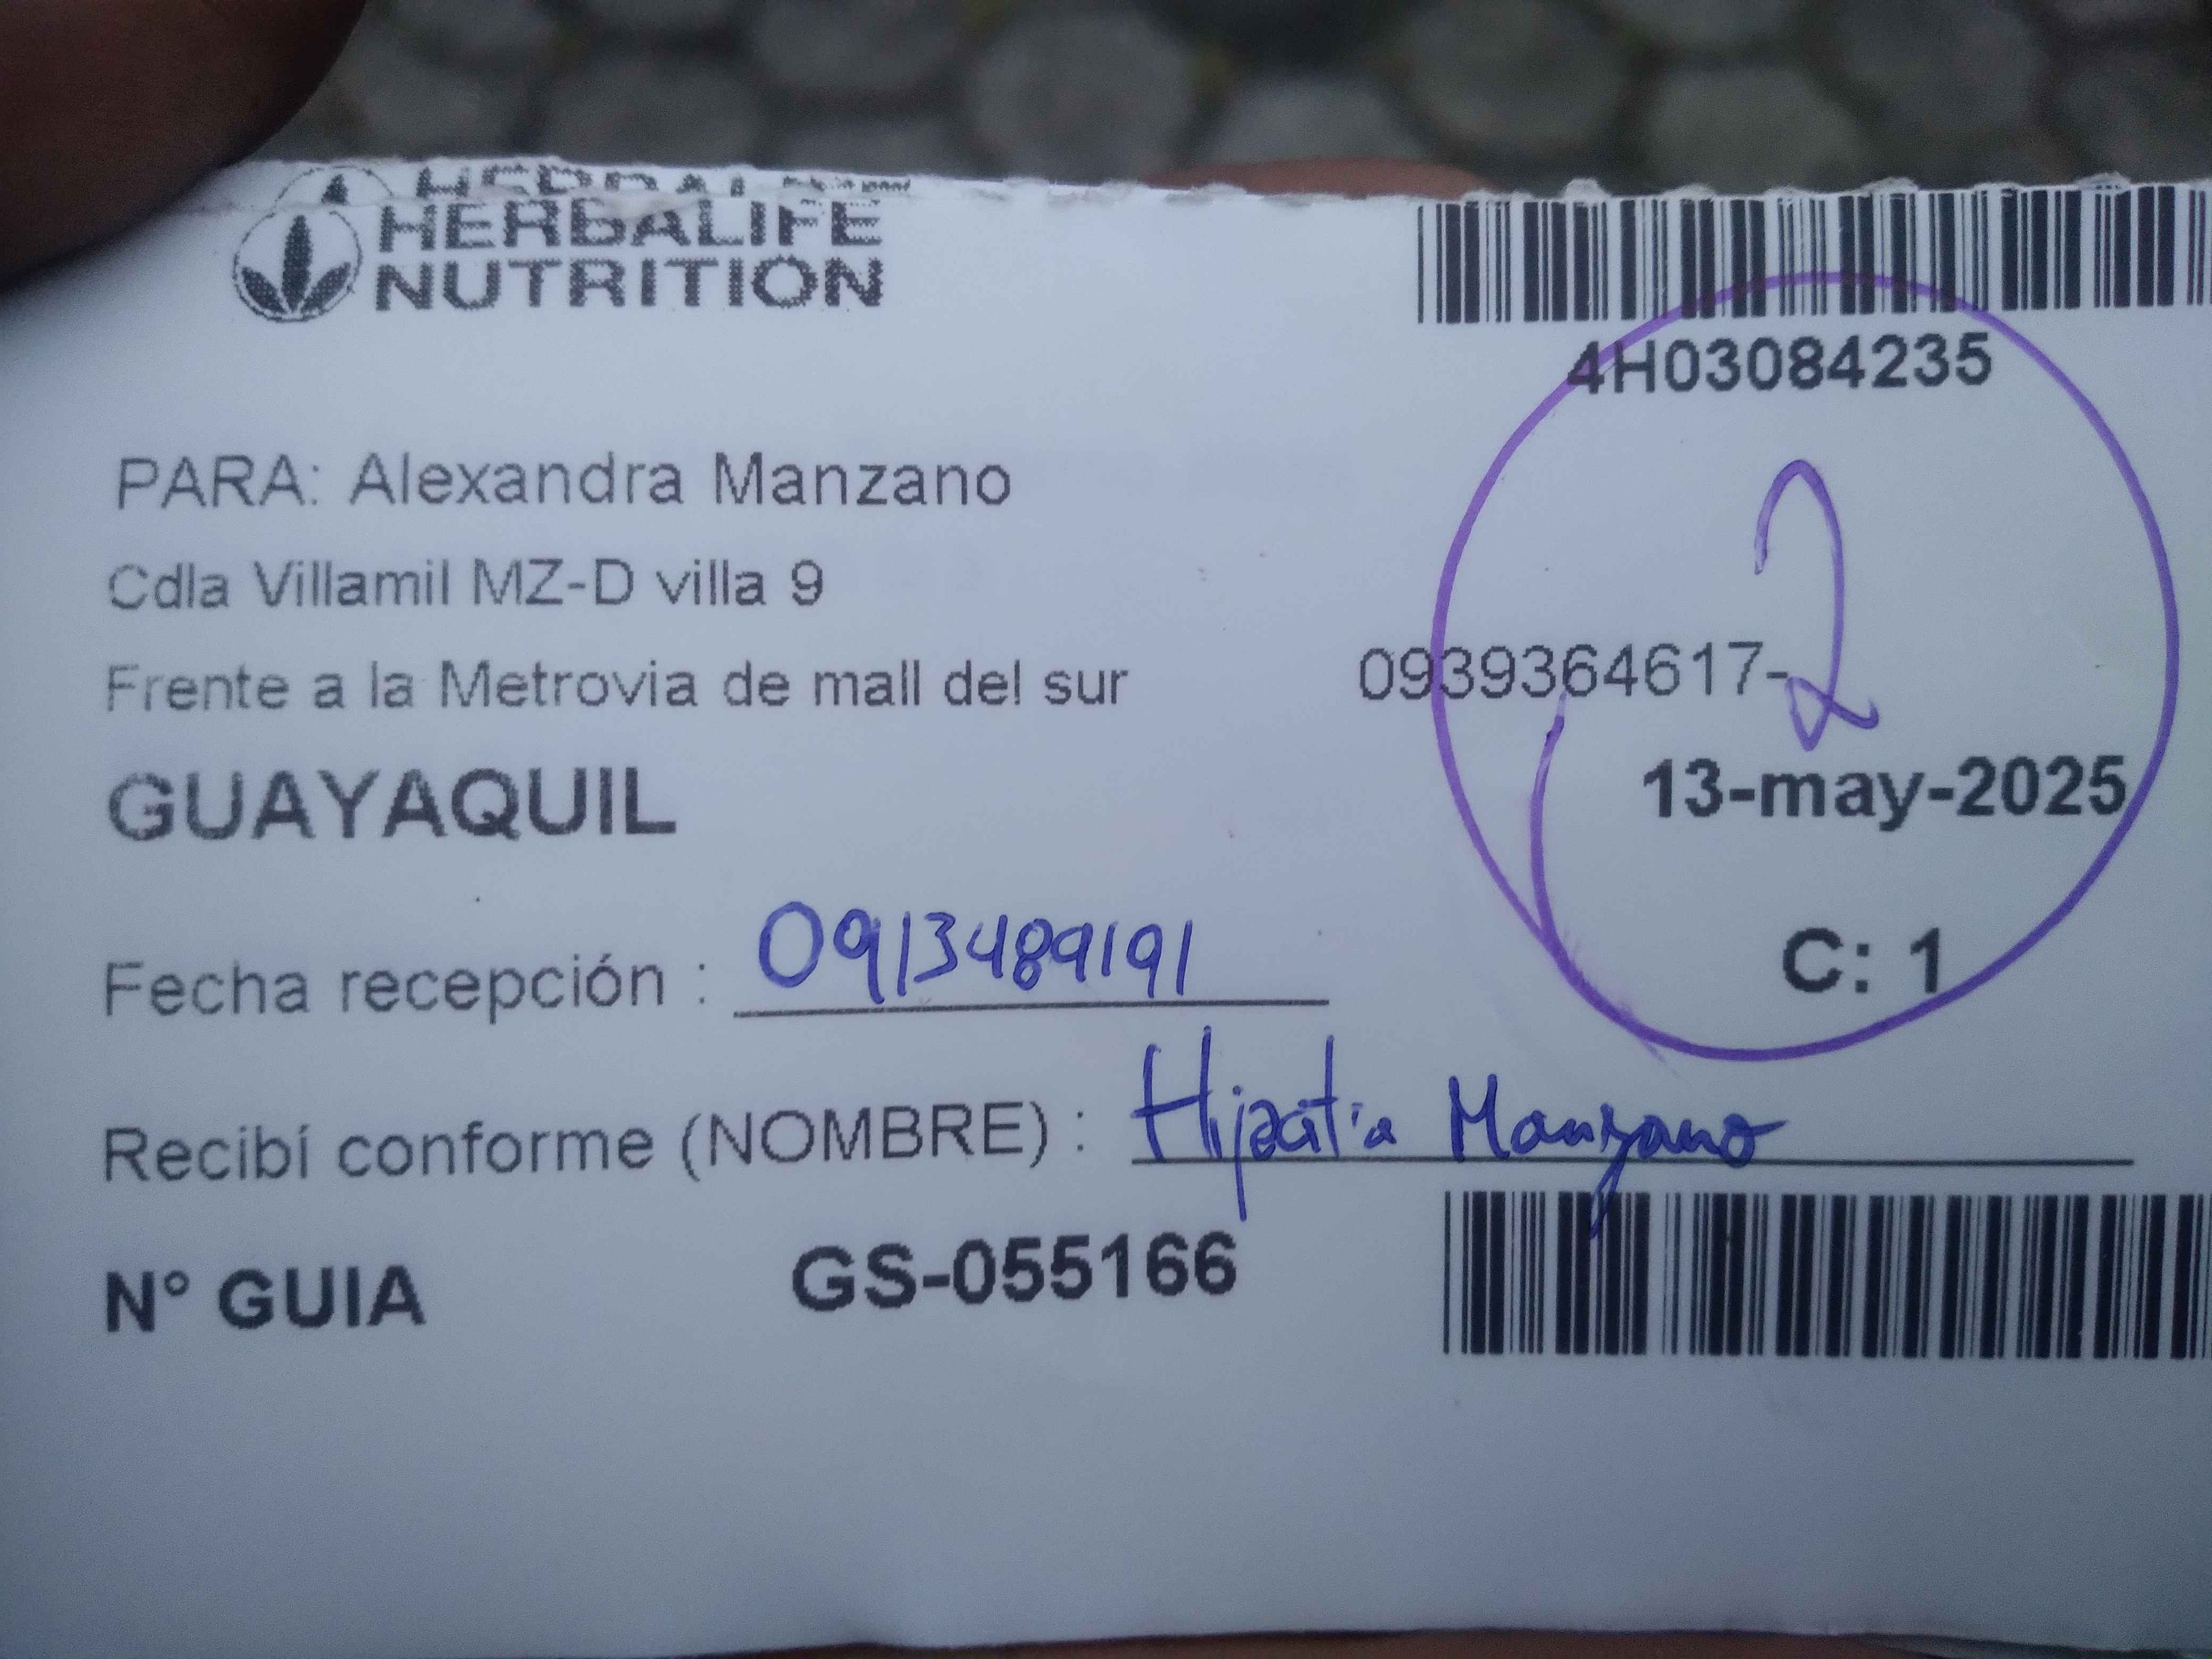 HERBALIFE
NUTRITION
4H03084235
PARA: Alexandra Manzano
Cdla Villamil MZ-D villa 9
2
Frente a la Metrovia de mall del sur 0939364617-
GUAYAQUIL 13-may-2025
C: 1
Fecha recepción : 0913489191
Recibí conforme (NOMBRE) : Hipatia Manzano
N° GUIA GS-055166